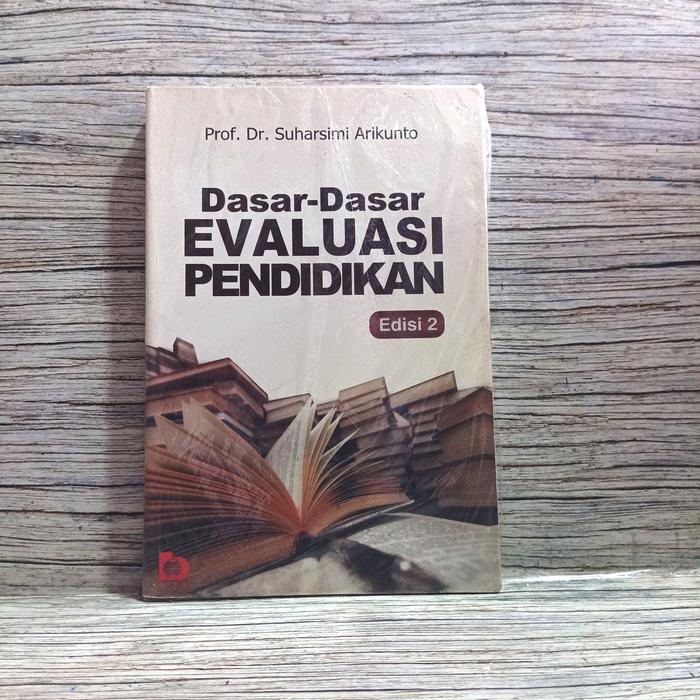 Prof. Dr. Suharsimi Arikunto
Dasar-Dasar
EVALUASI
PENDIDIKAN
Edisi 2